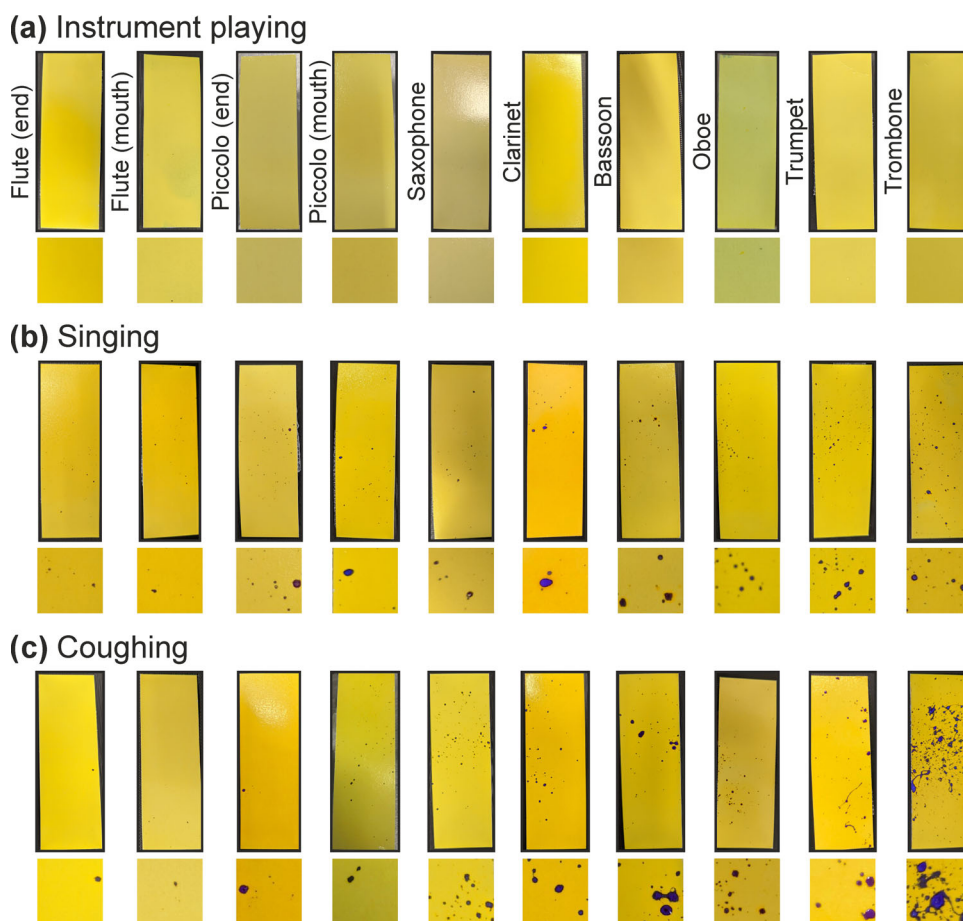 (a) Instrument playing
Flute (end)
Flute (mouth)
Piccolo (end)
Piccolo (mouth)
Saxophone
Clarinet
Bassoon
Oboe
Trumpet
Trombone
(b) Singing
(c) Coughing